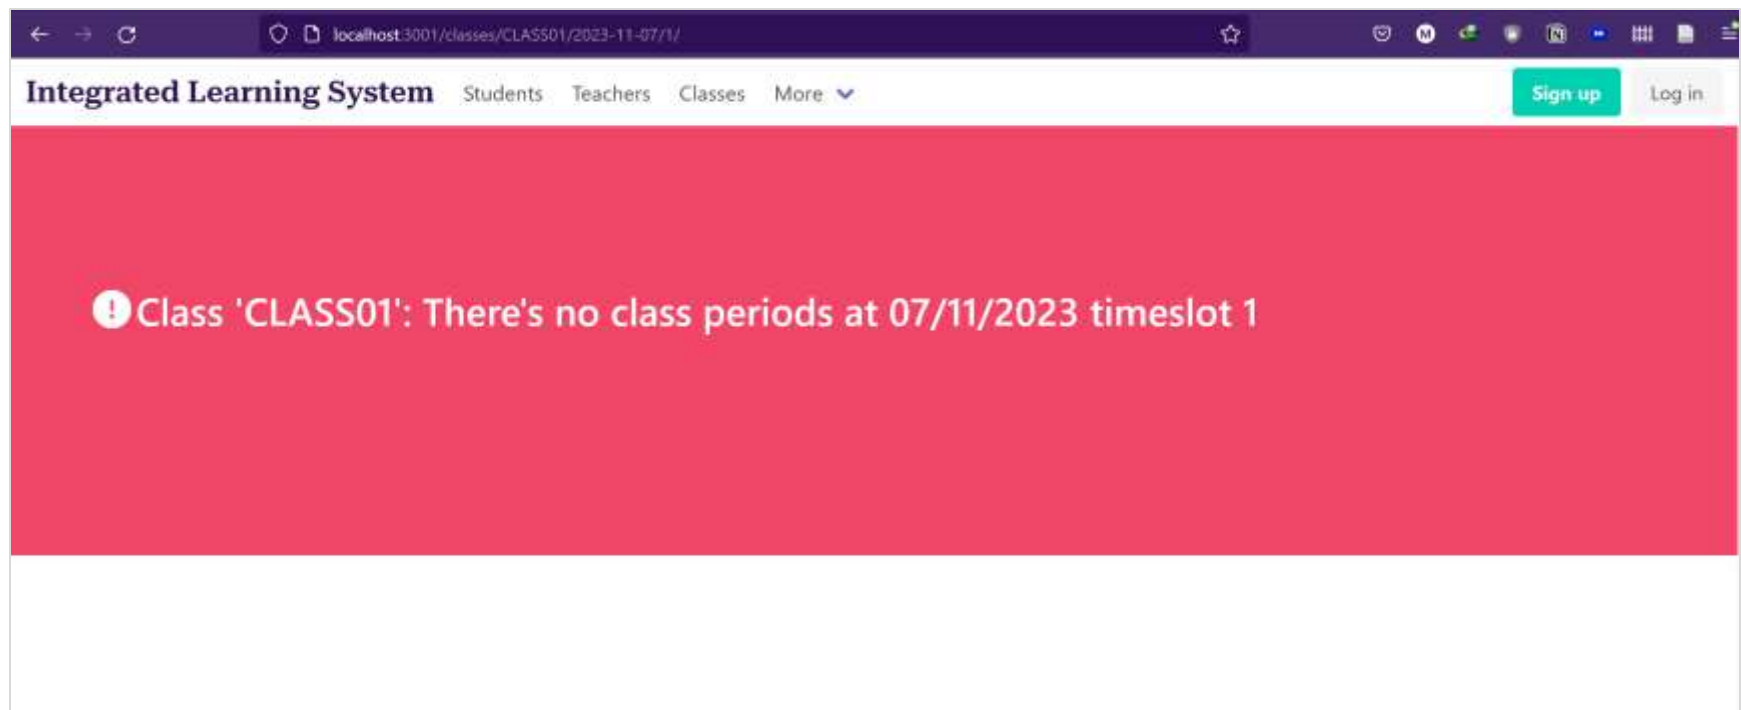 localhost:3001/classes/CLASS01/2023-11-07/1/
Integrated Learning System Students Teachers Classes More Sign up Log in
Class 'CLASS01': There's no class periods at 07/11/2023 timeslot 1